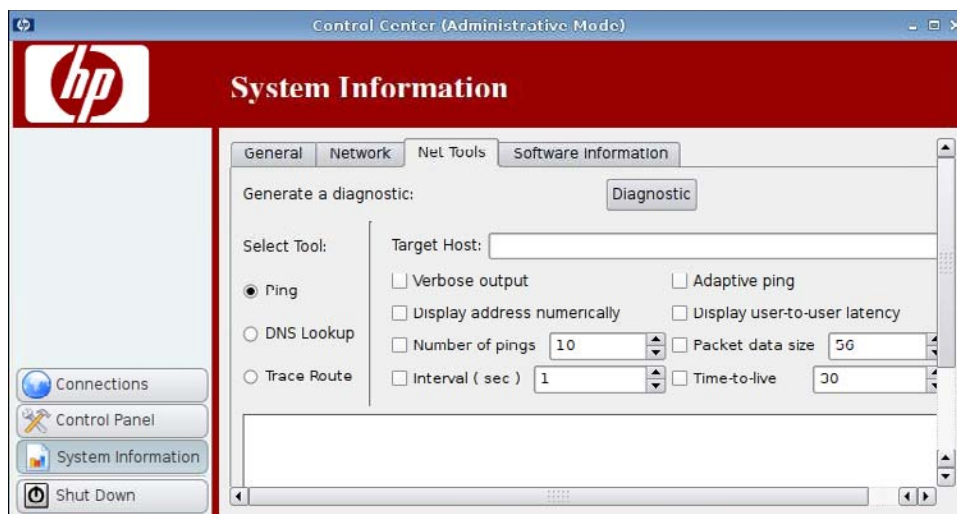 hp
Control Center (Administrative Mode)
hp
System Information
General Network Net Tools Software Information
Generate a diagnostic: Diagnostic
Select Tool:
Ping
DNS Lookup
Trace Route
Target Host:
Verbose output Adaptive ping
Display address numerically Display user-to-user latency
Number of pings 10 Packet data size 56
Interval ( sec ) 1 Time-to-live 30
Connections
Control Panel
System Information
Shut Down